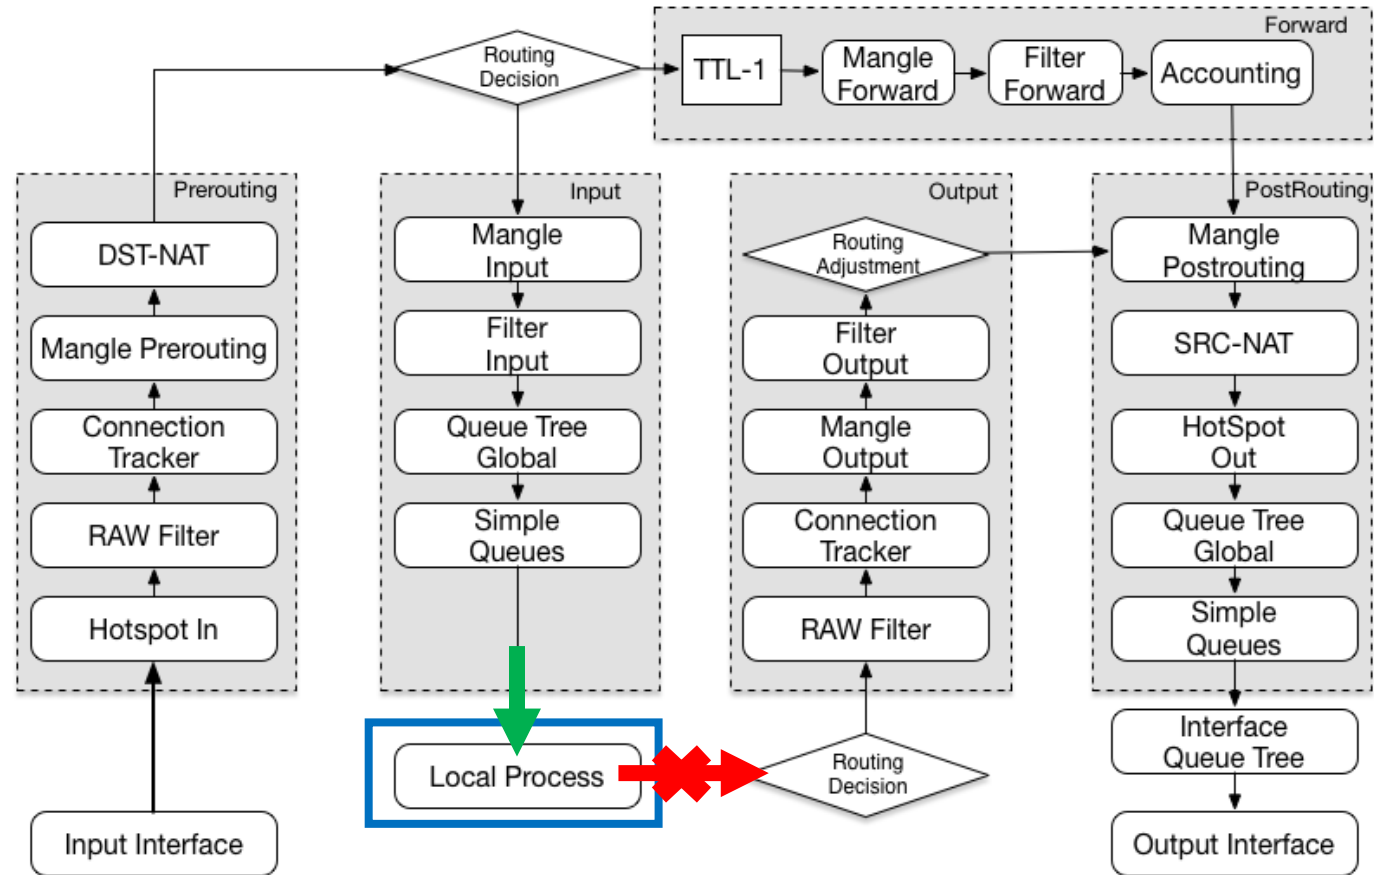 Forward
Routing
Decision
TTL-1
Mangle
Forward
Filter
Forward
Accounting
Prerouting
DST-NAT
Mangle Prerouting
Connection
Tracker
RAW Filter
Hotspot In
Input Interface
Input
Mangle
Input
Filter
Input
Queue Tree
Global
Simple
Queues
Local Process
Output
Routing
Adjustment
Filter
Output
Mangle
Output
Connection
Tracker
RAW Filter
Routing
Decision
PostRouting
Mangle
Postrouting
SRC-NAT
HotSpot
Out
Queue Tree
Global
Simple
Queues
Interface
Queue Tree
Output Interface